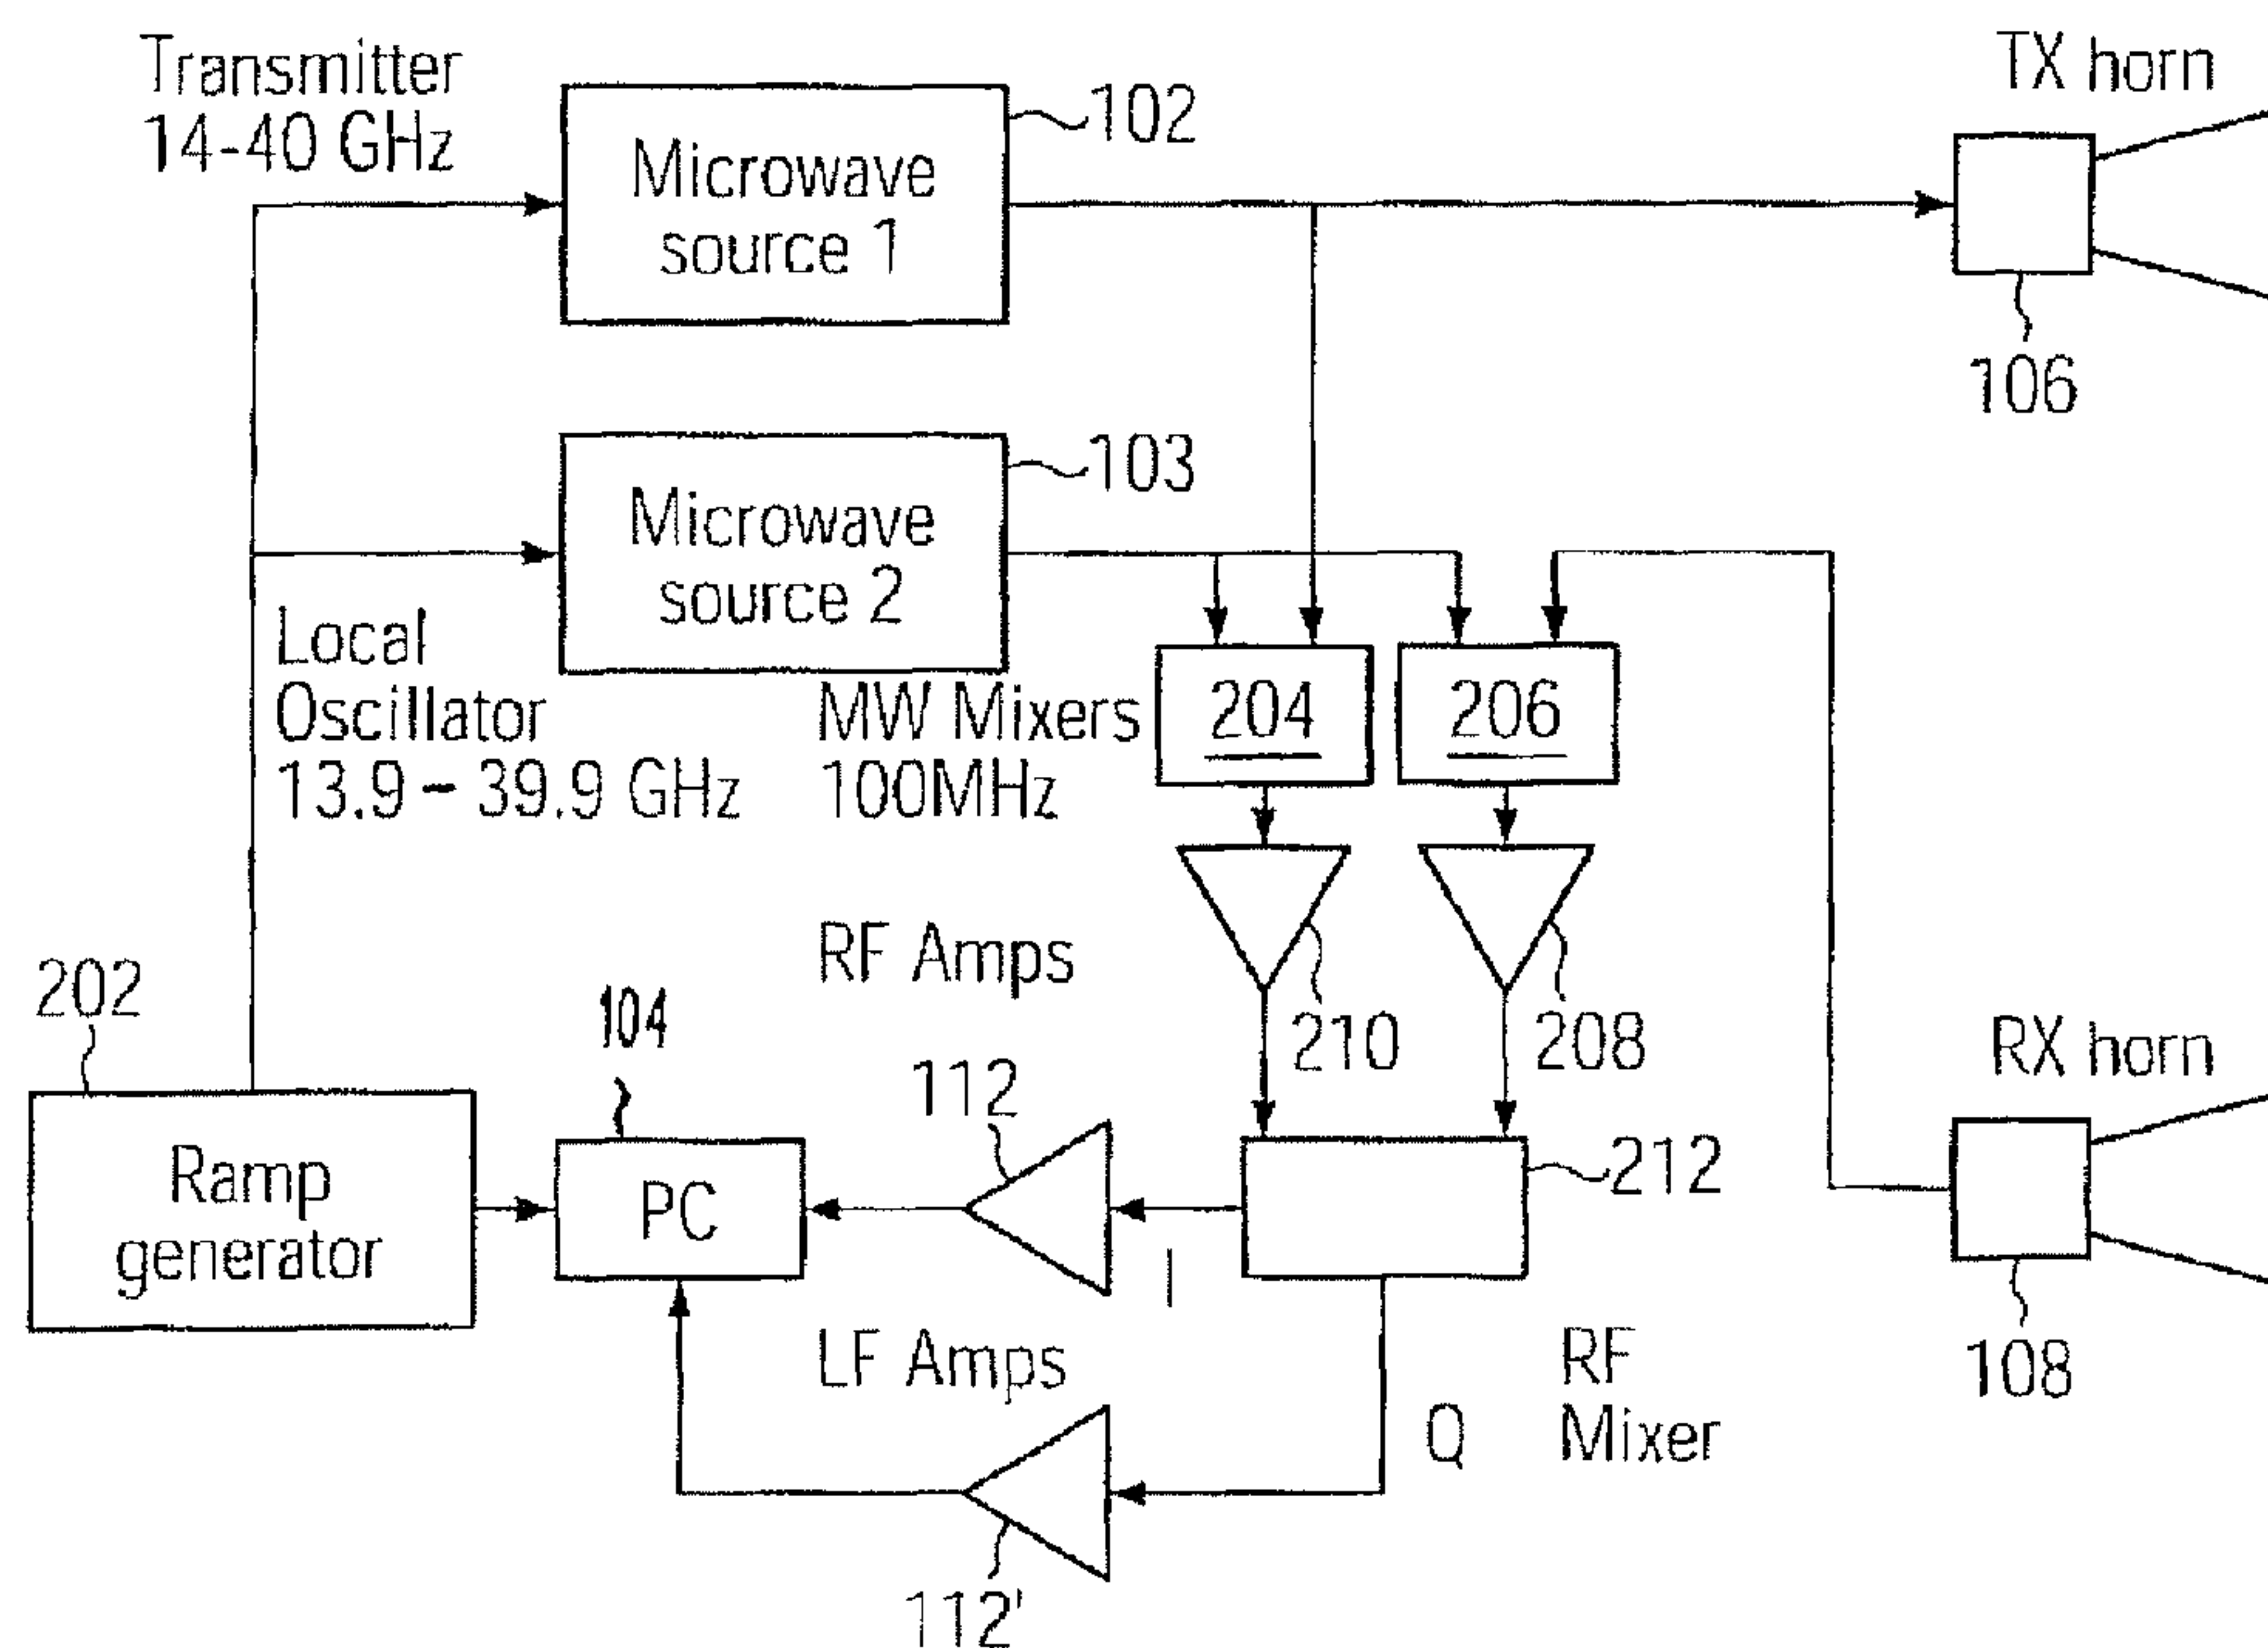 Transmitter
14-40 GHz
102
Microwave
source 1
TX horn
106
103
Microwave
source 2
Local
Oscillator
13.9 - 39.9 GHz
MW Mixers
100MHz
204
206
RF Amps
210
208
202
Ramp
generator
104
PC
112
I
212
RX horn
108
LF Amps
Q
RF
Mixer
112'